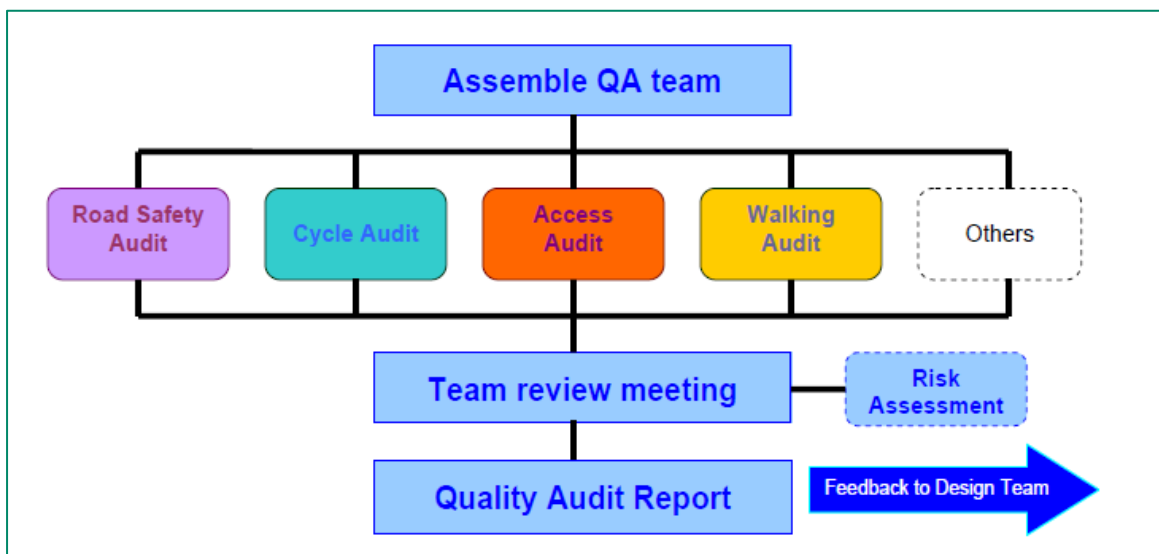 Assemble QA team
Road Safety
Audit
Cycle Audit
Access
Audit
Walking
Audit
Others
Team review meeting
Risk
Assessment
Quality Audit Report
Feedback to Design Team